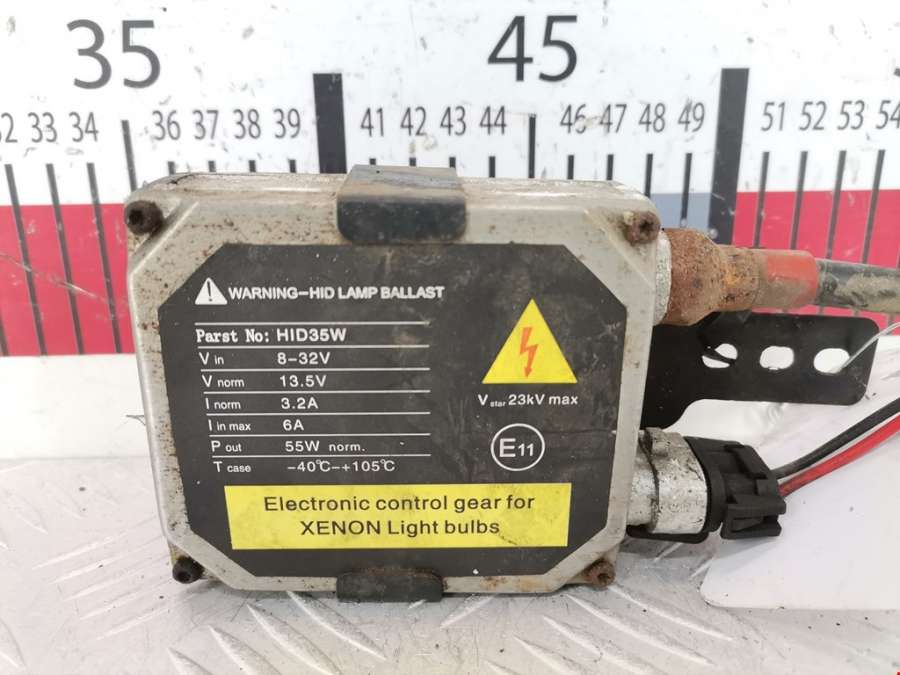 35 45
32 33 34 36 37 38 39 41 42 43 44 46 47 48 49 51 52 53 54
WARNING-HID LAMP BALLAST
Parst No: HID35W
V in 8-32V
V norm 13.5V
I norm 3.2A
I in max 6A
P out 55W norm.
T case -40℃-+105℃
V star 23kV max
E11
Electronic control gear for
XENON Light bulbs